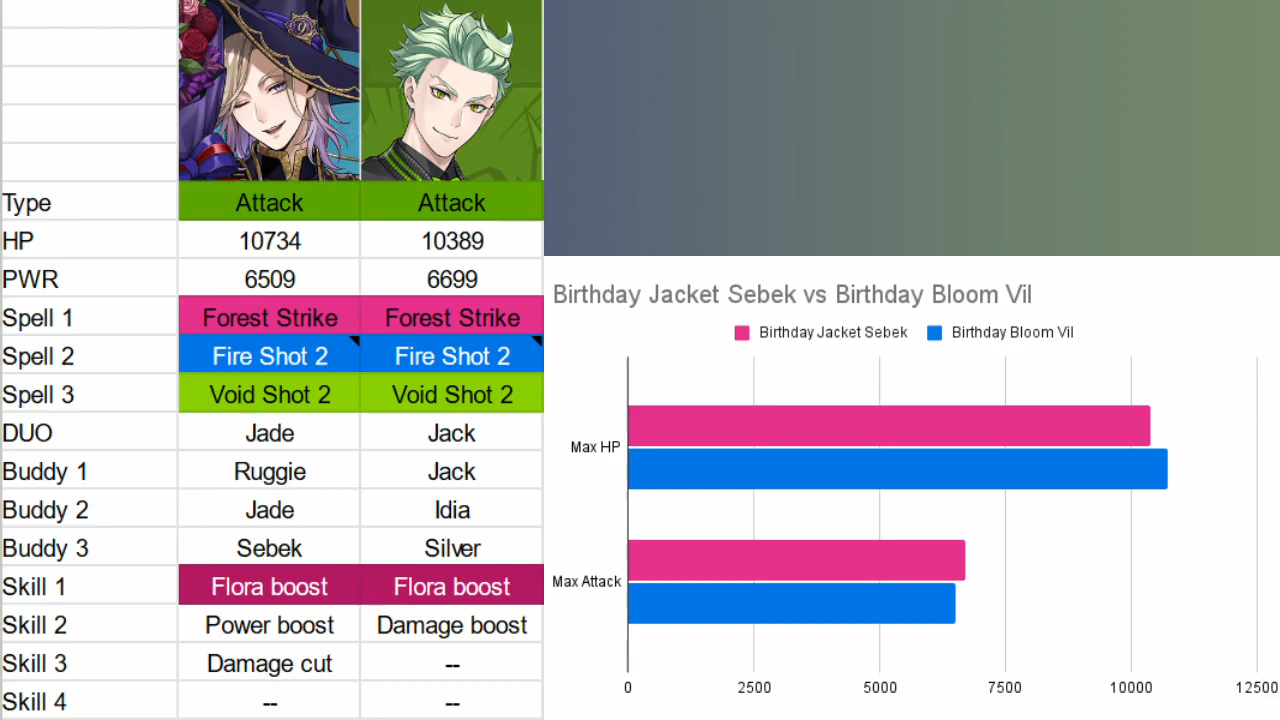 Type Attack Attack
HP 10734 10389
PWR 6509 6699
Spell 1 Forest Strike Forest Strike
Spell 2 Fire Shot 2 Fire Shot 2
Spell 3 Void Shot 2 Void Shot 2
DUO Jade Jack
Buddy 1 Ruggie Jack
Buddy 2 Jade Idia
Buddy 3 Sebek Silver
Skill 1 Flora boost Flora boost
Skill 2 Power boost Damage boost
Skill 3 Damage cut --
Skill 4 -- --
Birthday Jacket Sebek vs Birthday Bloom Vil
Birthday Jacket Sebek Birthday Bloom Vil
Max HP
Max Attack
0 2500 5000 7500 10000 12500